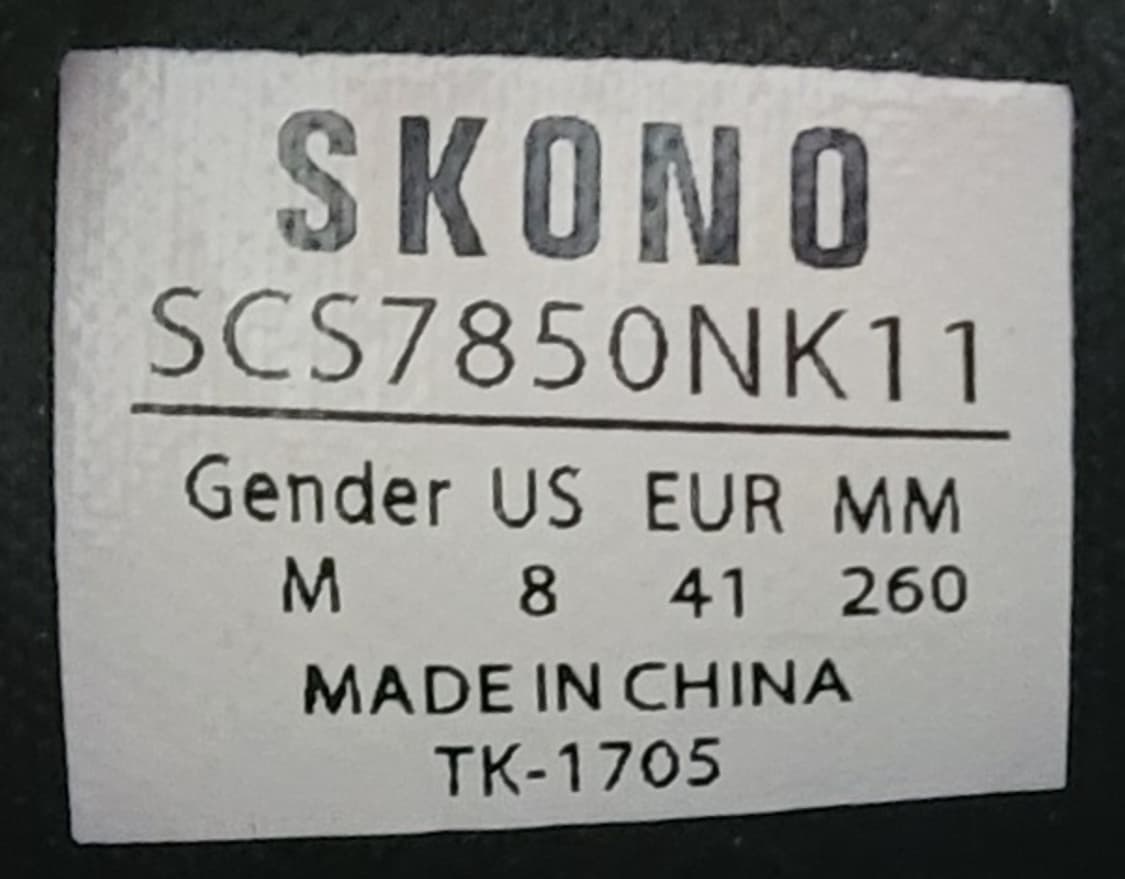 SKONO
SCS7850NK11
Gender US EUR MM
M 8 41 260
MADE IN CHINA
TK-1705